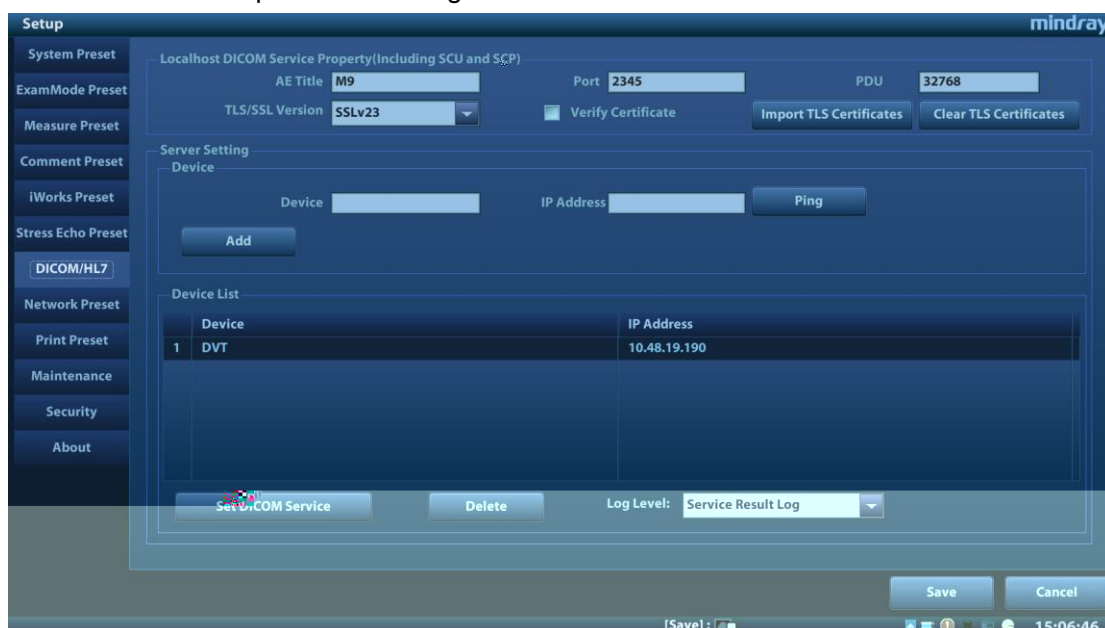 Setup
mindray
System Preset
ExamMode Preset
Measure Preset
Comment Preset
iWorks Preset
Stress Echo Preset
DICOM/HL7
Network Preset
Print Preset
Maintenance
Security
About
Localhost DICOM Service Property(Including SCU and SCP)
AE Title M9 Port 2345 PDU 32768
TLS/SSL Version SSLv23 Verify Certificate Import TLS Certificates Clear TLS Certificates
Server Setting
Device
Device IP Address Ping
Add
Device List
Device IP Address
1 DVT 10.48.19.190
Set DICOM Service Delete Log Level: Service Result Log
Save Cancel
[Save] : 15:06:46